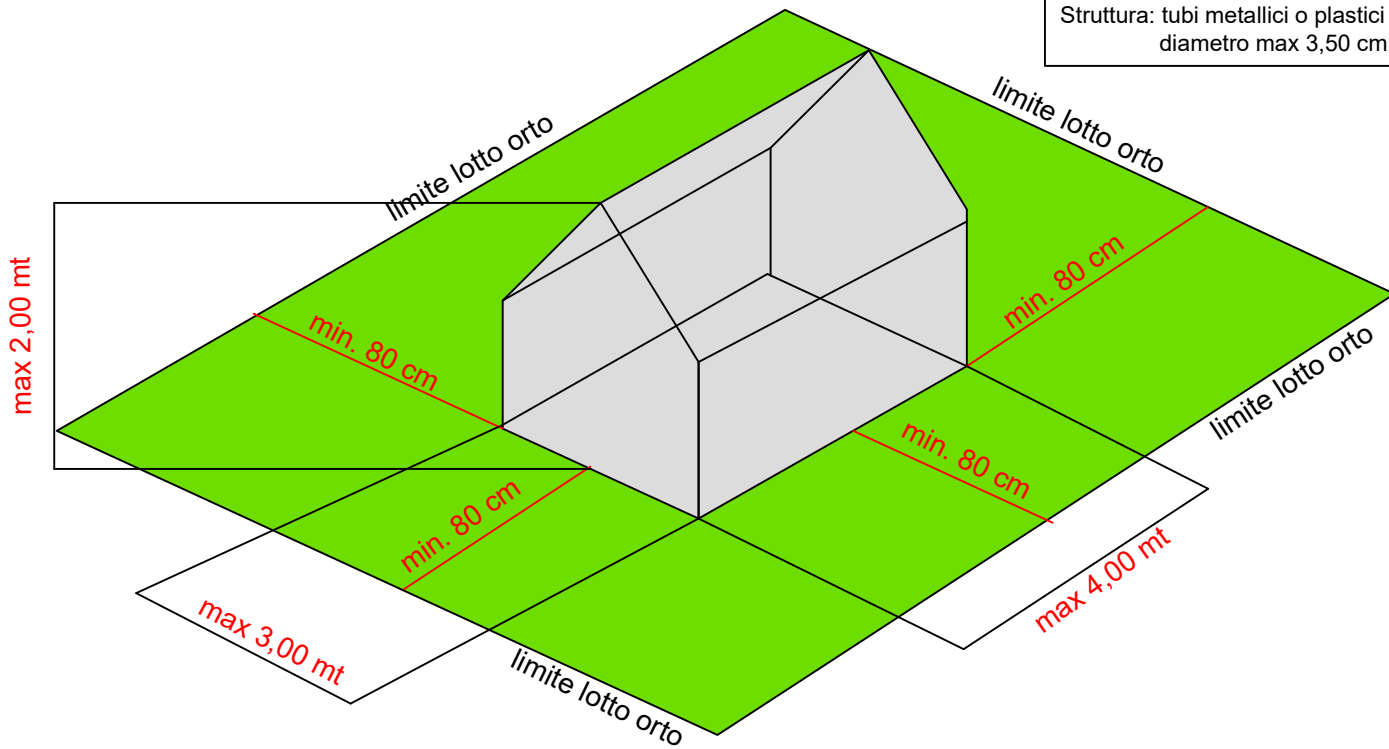 Struttura: tubi metallici o plastici
diametro max 3,50 cm
limite lotto orto
limite lotto orto
max 2,00 mt
min. 80 cm
min. 80 cm
limite lotto orto
min. 80 cm
min. 80 cm
max 4,00 mt
max 3,00 mt
limite lotto orto